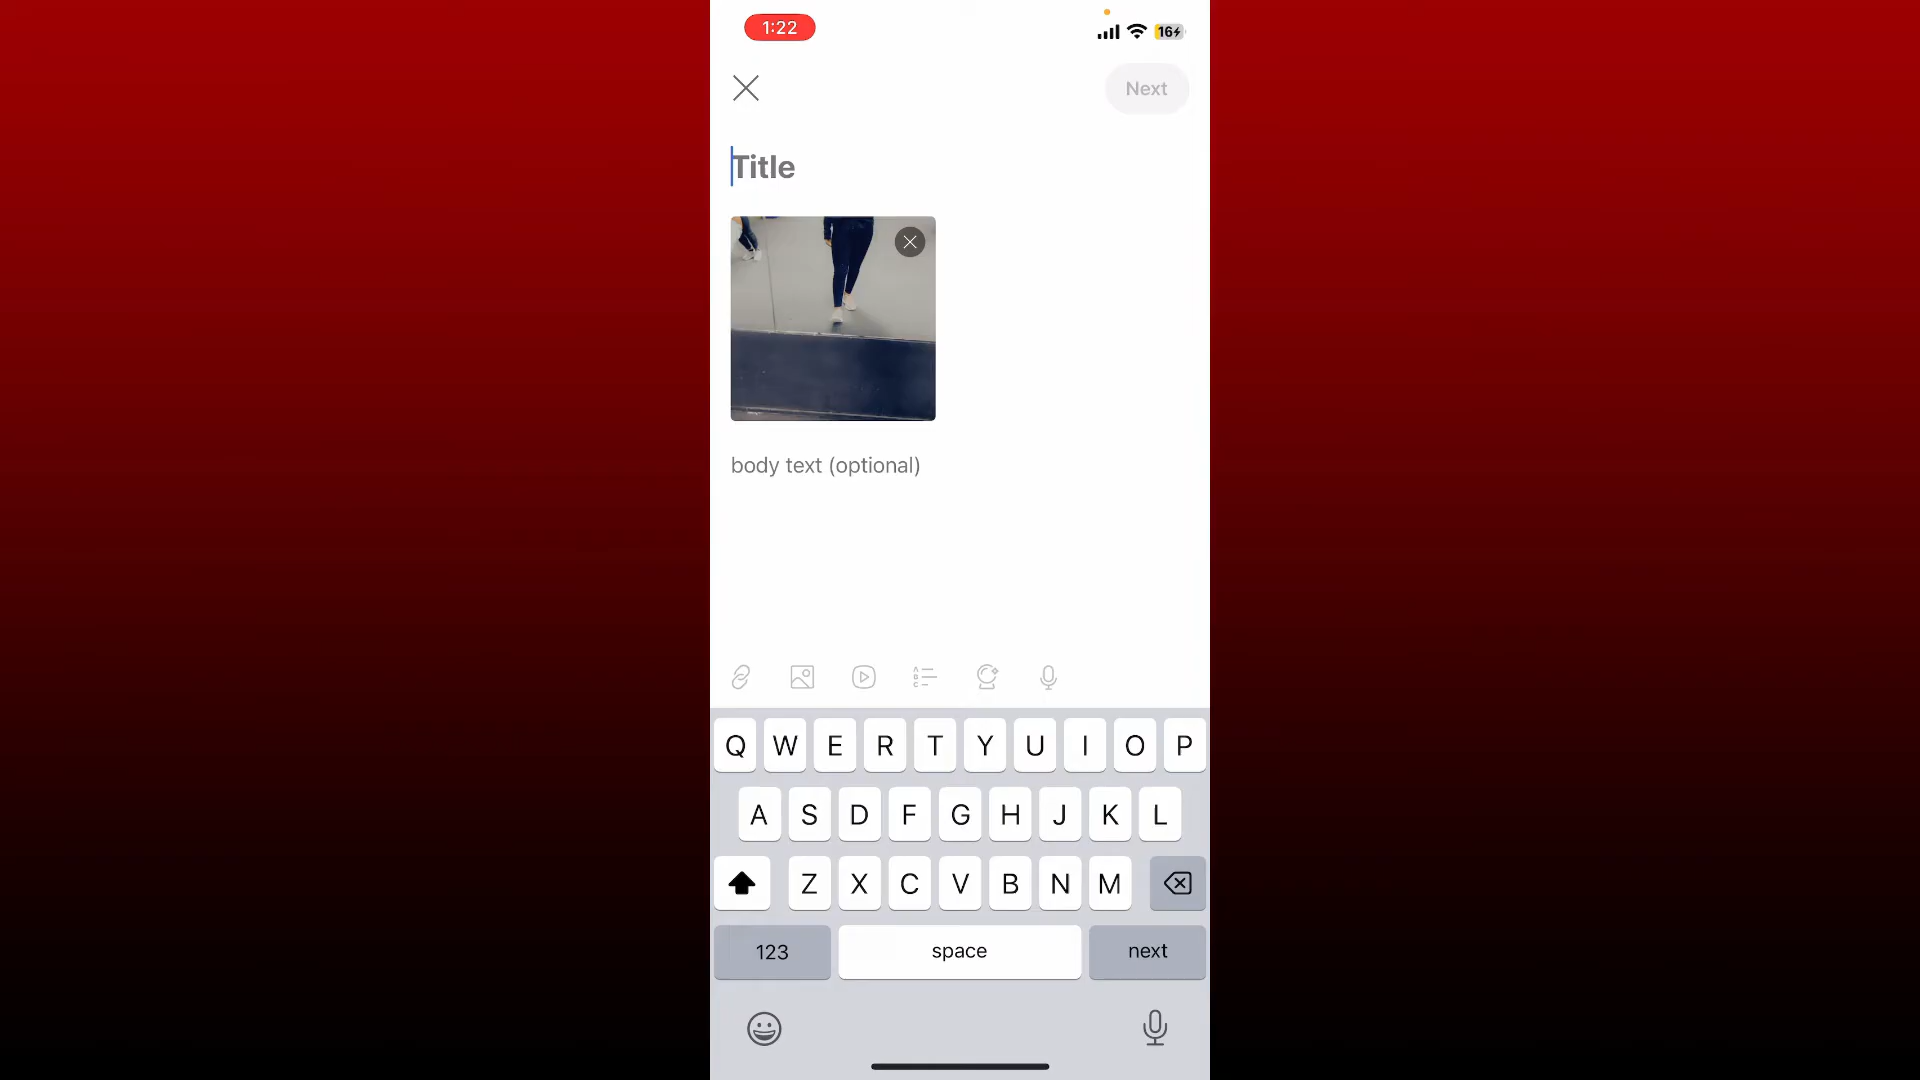 1:22
16
Next
Title
body text (optional)
A
B
C
Q W E R T Y U I O P
A S D F G H J K L
Z X C V B N M
123 space next